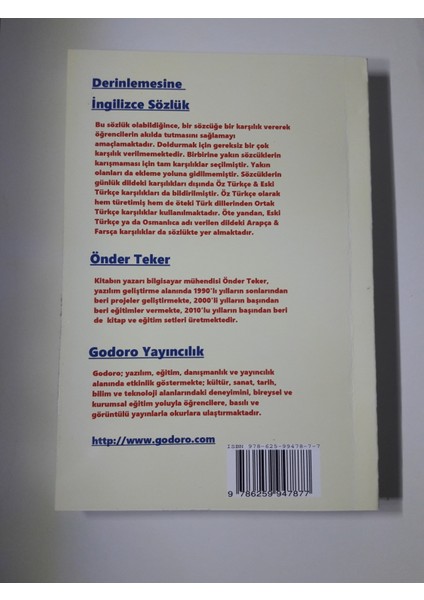 Derinlemesine
İngilizce Sözlük
Bu sözlük olabildiğince, bir sözcüğe bir karşılık vererek
öğrencilerin akılda tutmasını sağlamayı
amaçlamaktadır. Doldurmak için gereksiz bir çok
karşılık verilmemektedir. Birbirine yakın sözcüklerin
karışmaması için tam karşılıklar seçilmiştir. Yakın
olanları da ekleme yoluna gidilmemiştir. Sözcüklerin
günlük dildeki karşılıkları dışında Öz Türkçe & Eski
Türkçe karşılıkları da bildirilmiştir. Öz Türkçe olarak
hem türetilmiş hem de öteki Türk dillerinden Ortak
Türkçe karşılıklar kullanılmaktadır. Öte yandan, Eski
Türkçe ya da Osmanlıca adı verilen dildeki Arapça &
Farsça karşılıklar da sözlükte yer almaktadır.
Önder Teker
Kitabın yazarı bilgisayar mühendisi Önder Teker,
yazılım geliştirme alanında 1990'lı yılların sonlarından
beri projeler geliştirmekte, 2000'li yılların başından
beri eğitimler vermekte, 2010'lu yılların başından beri
de kitap ve eğitim setleri üretmektedir.
Godoro Yayıncılık
Godoro; yazılım, eğitim, danışmanlık ve yayıncılık
alanında etkinlik göstermekte; kültür, sanat, tarih,
bilim ve teknoloji alanlarındaki deneyimini, bireysel ve
kurumsal eğitim yoluyla öğrencilere, basılı ve
görüntülü yayınlarla okurlara ulaştırmaktadır.
http://www.godoro.com
ISBN 978-625-99478-7-7
9 786259 947877